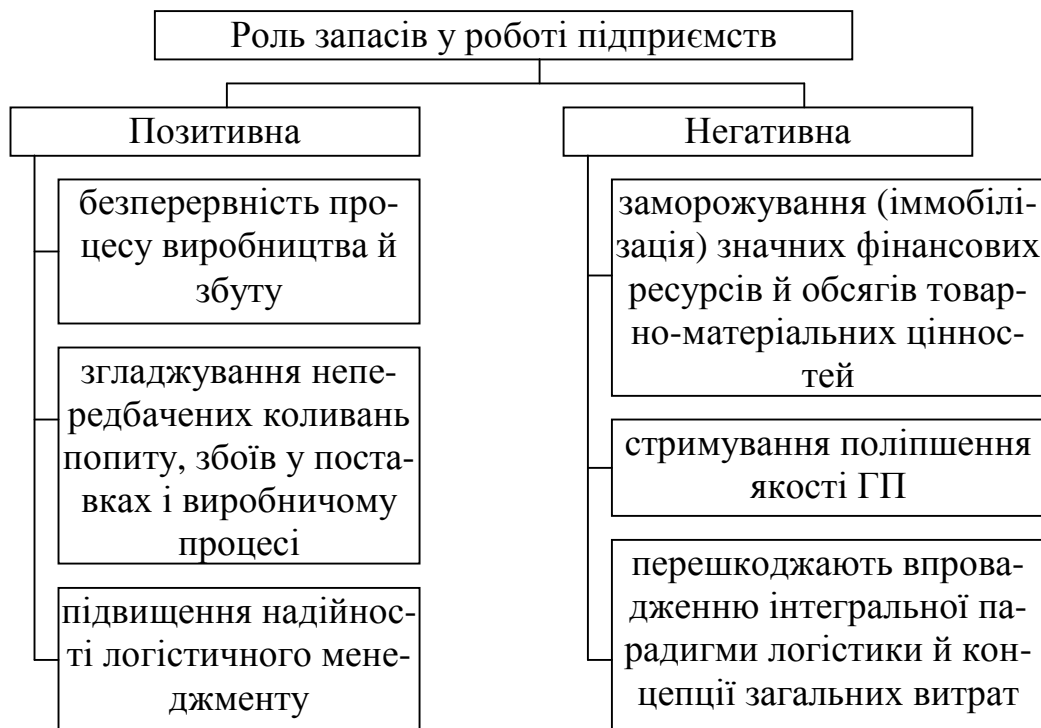 Роль запасів у роботі підприємств
Позитивна
безперервність про-
цесу виробництва й
збуту
згладжування непе-
редбачених коливань
попиту, збоїв у поста-
вках і виробничому
процесі
підвищення надійнос-
ті логістичного мене-
джменту
Негативна
заморожування (іммобілі-
зація) значних фінансових
ресурсів й обсягів товар-
но-матеріальних ціннос-
тей
стримування поліпшення
якості ГП
перешкоджають впрова-
дженню інтегральної па-
радигми логістики й кон-
цепції загальних витрат